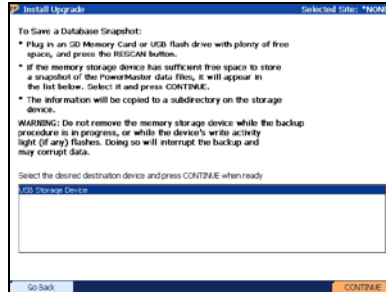 Install Upgrade
Selected Site: *NONE
To Save a Database Snapshot:
* Plug in an SD Memory Card or USB flash drive with plenty of free
space, and press the RESCAN button.
* If the memory storage device has sufficient free space to store
a snapshot of the PowerMaster data files, it will appear in
the list below. Select it and press CONTINUE.
* The information will be copied to a subdirectory on the storage
device.
WARNING: Do not remove the memory storage device while the backup
procedure is in progress, or while the device's write activity
light (if any) flashes. Doing so will interrupt the backup and
may corrupt data.
Select the desired destination device and press CONTINUE when ready
USB Storage Device
Go Back
CONTINUE